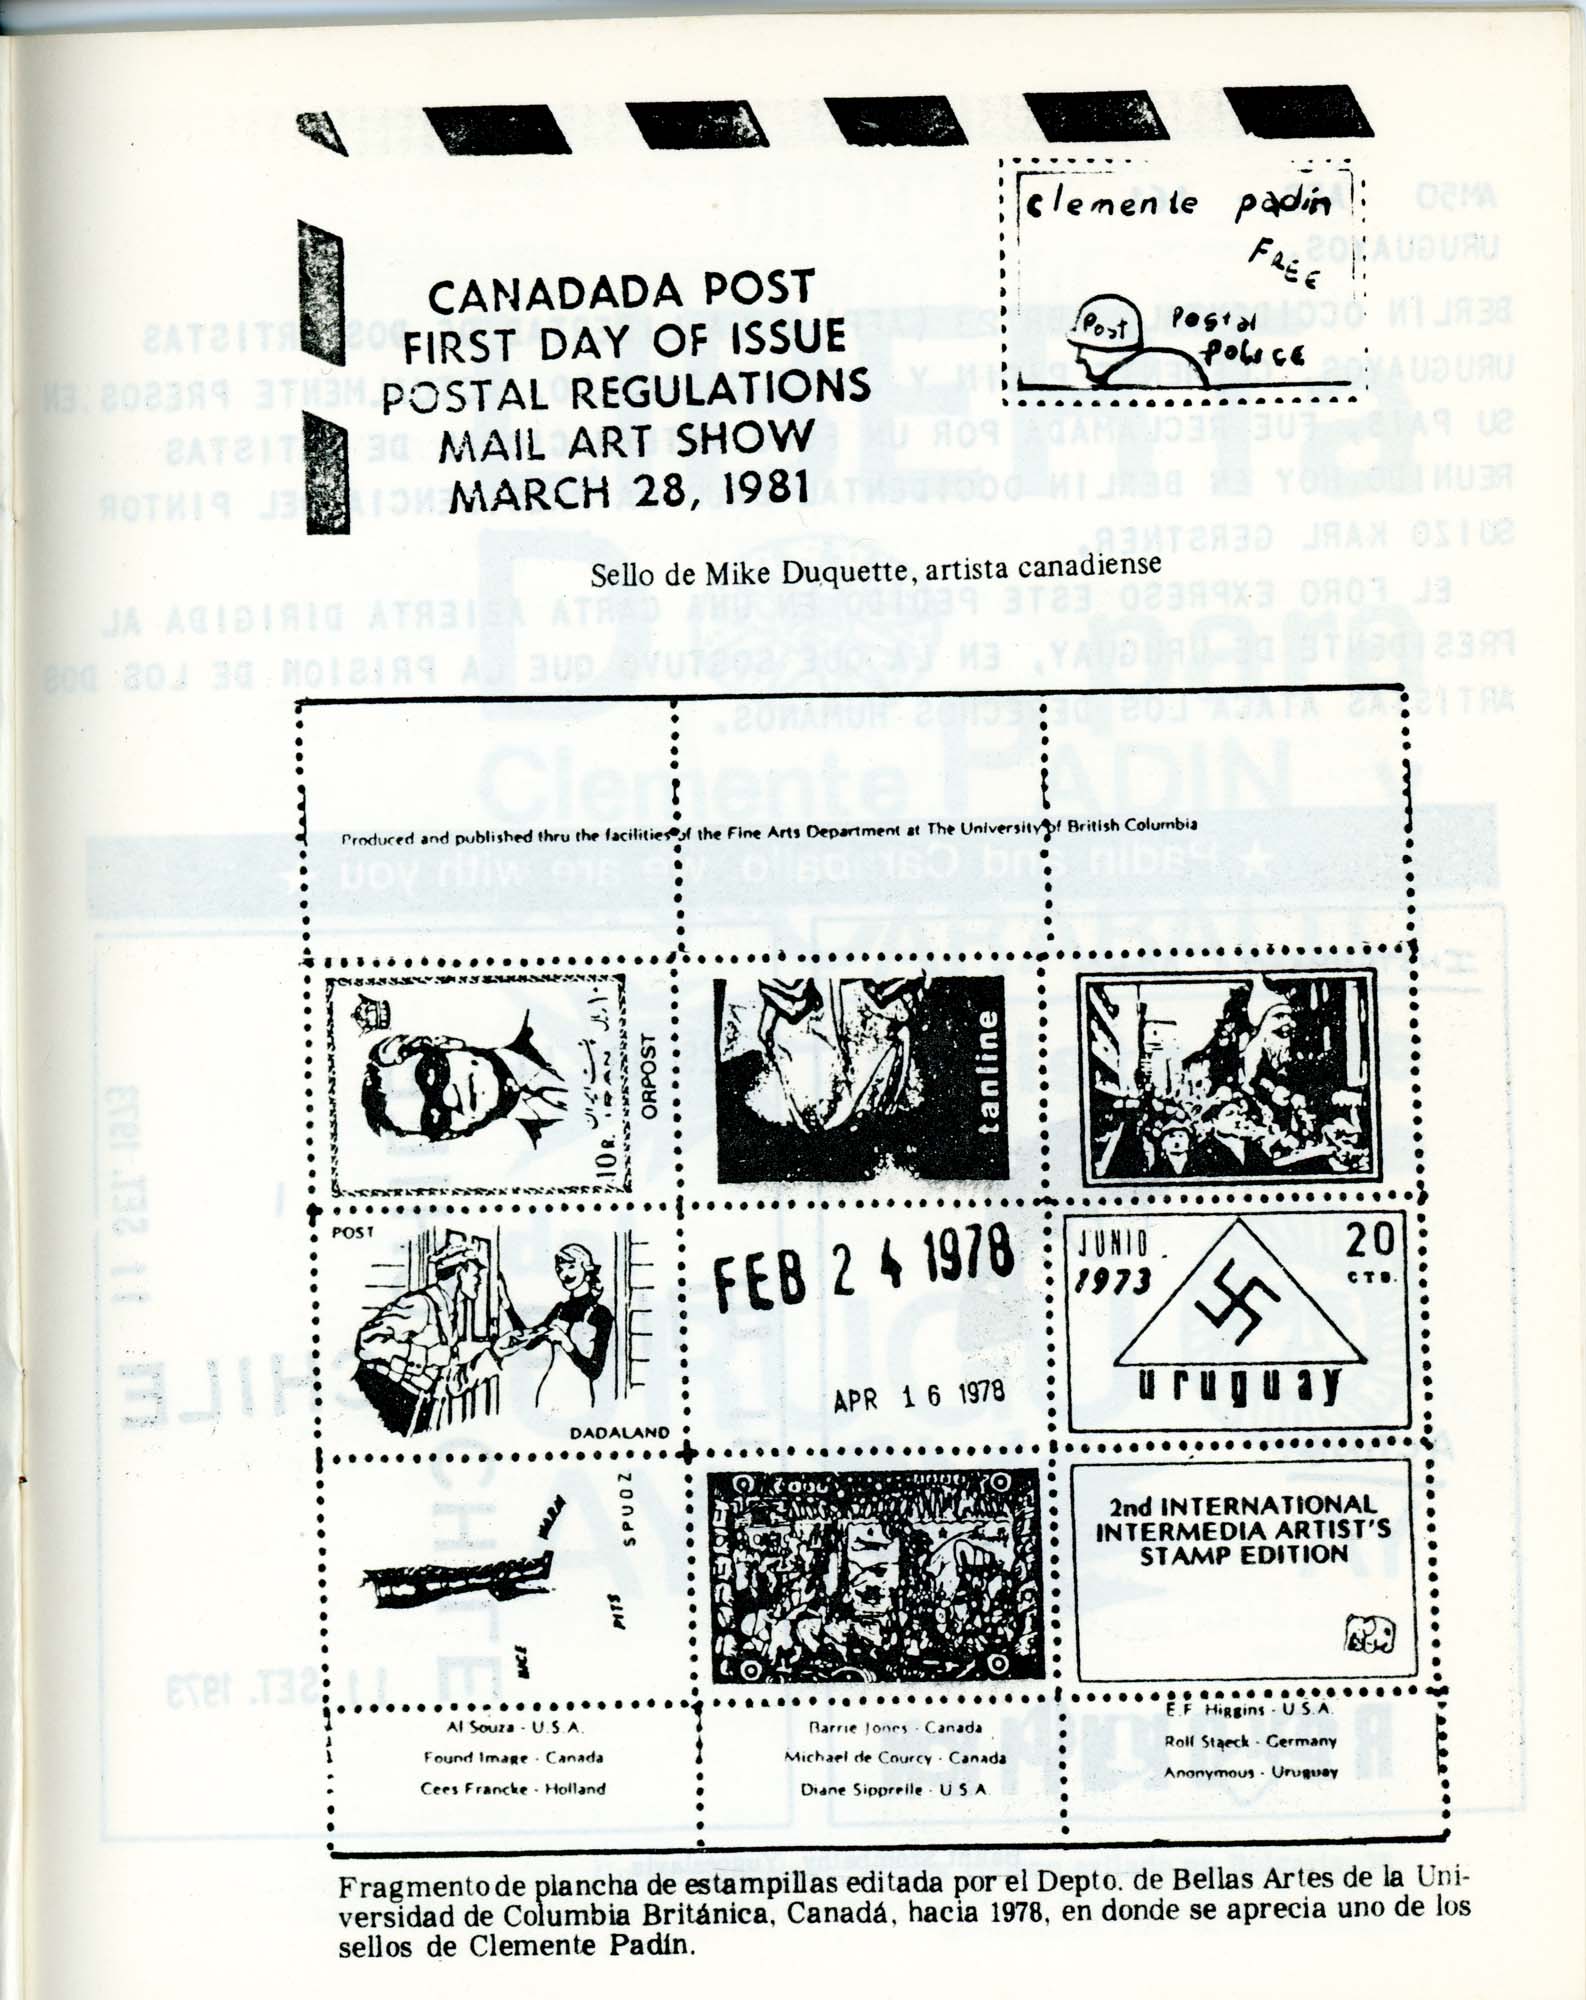 clemente padin
FREE
Post
Postal
Police
CANADADA POST
FIRST DAY OF ISSUE
POSTAL REGULATIONS
MAIL ART SHOW
MARCH 28, 1981
Sello de Mike Duquette, artista canadiense
Produced and published thru the facilities of the Fine Arts Department at The University of British Columbia
10 R. IRAN
ORPOST
tanline
POST
DADALAND
FEB 24 1978
APR 16 1978
JUNIO
1973
20
CTS.
uruguay
WARM
SPUDZ
PITS
2nd INTERNATIONAL
INTERMEDIA ARTIST'S
STAMP EDITION
Al Souza - U.S.A.
Found Image - Canada
Cees Francke - Holland
Barrie Jones - Canada
Michael de Courcy - Canada
Diane Sipprelle - U S A
E.F. Higgins - U S A.
Rolf Staeck - Germany
Anonymous - Uruguay
Fragmento de plancha de estampillas editada por el Depto. de Bellas Artes de la Uni-
versidad de Columbia Británica, Canadá, hacia 1978, en donde se aprecia uno de los
sellos de Clemente Padín.